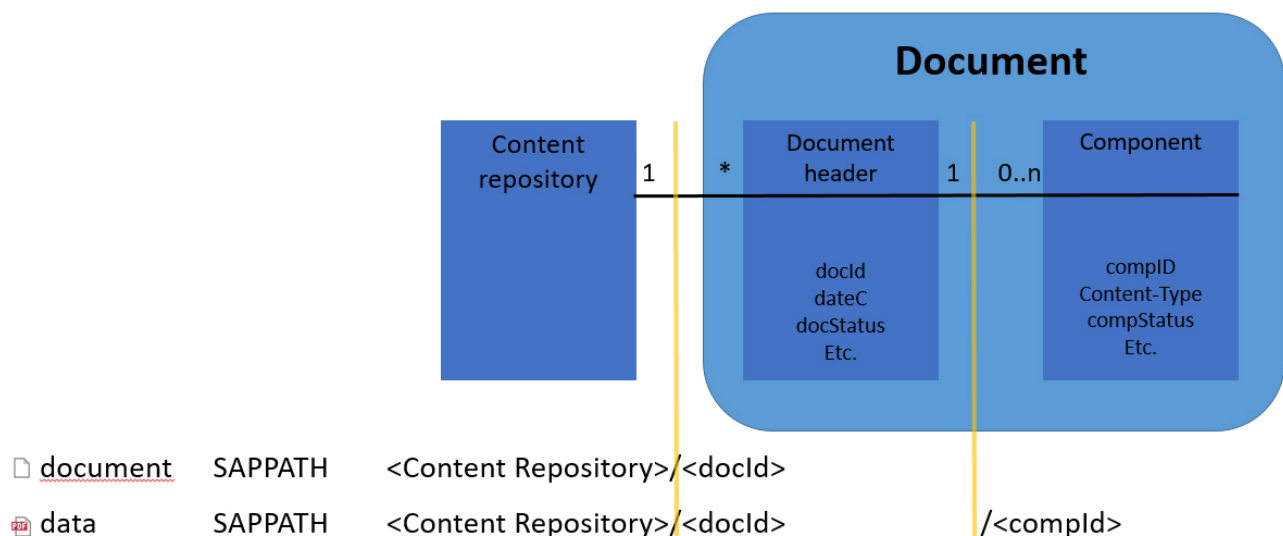 Document
Content
repository
1
*
Document
header
1
0..n
Component
docId
dateC
docStatus
Etc.
compID
Content-Type
compStatus
Etc.
document SAPPATH <Content Repository>/<docId>
PDF data SAPPATH <Content Repository>/<docId> /<compId>